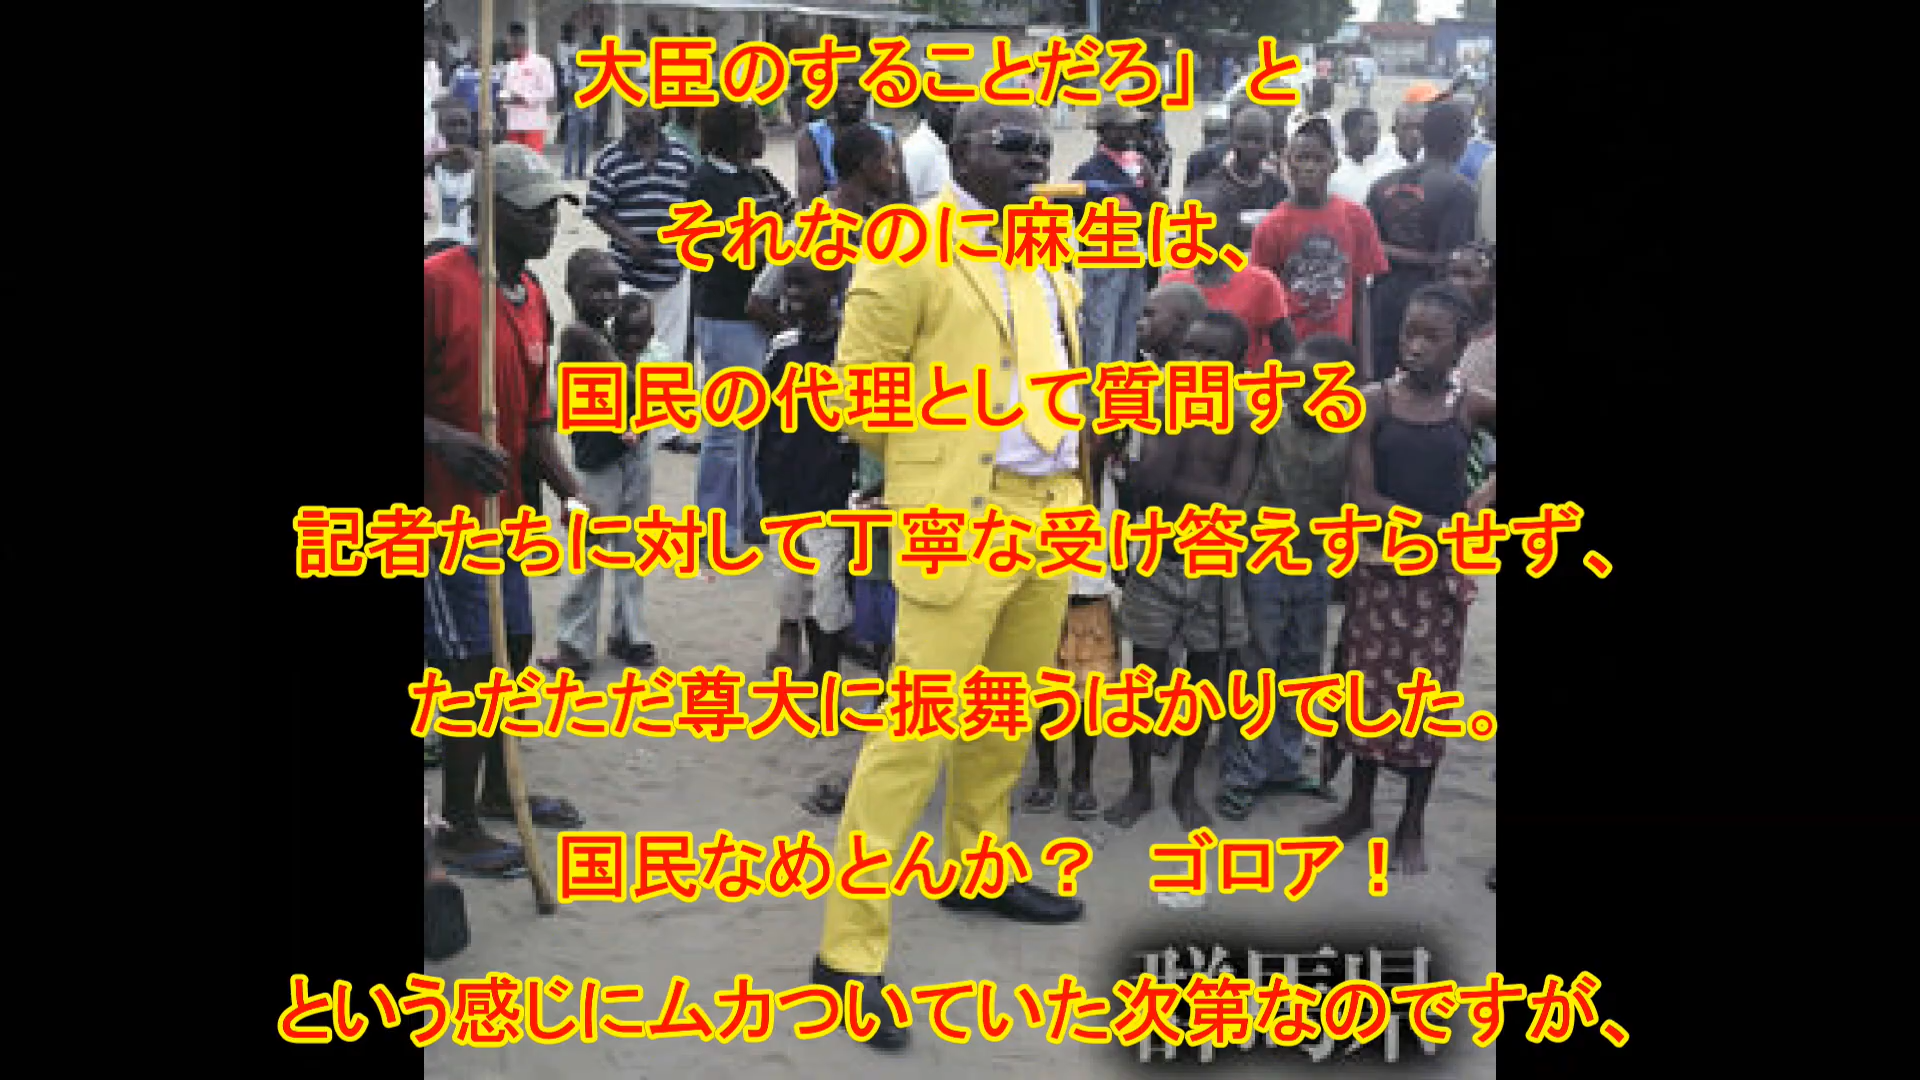 大臣のすることだろ」 と
それなのに麻生は、
国民の代理として質問する
記者たちに対して丁寧な受け答えすらせず、
ただただ尊大に振舞うばかりでした。
国民なめとんか？ ゴロア！
という感じにムカついていた次第なのですが、
群馬県